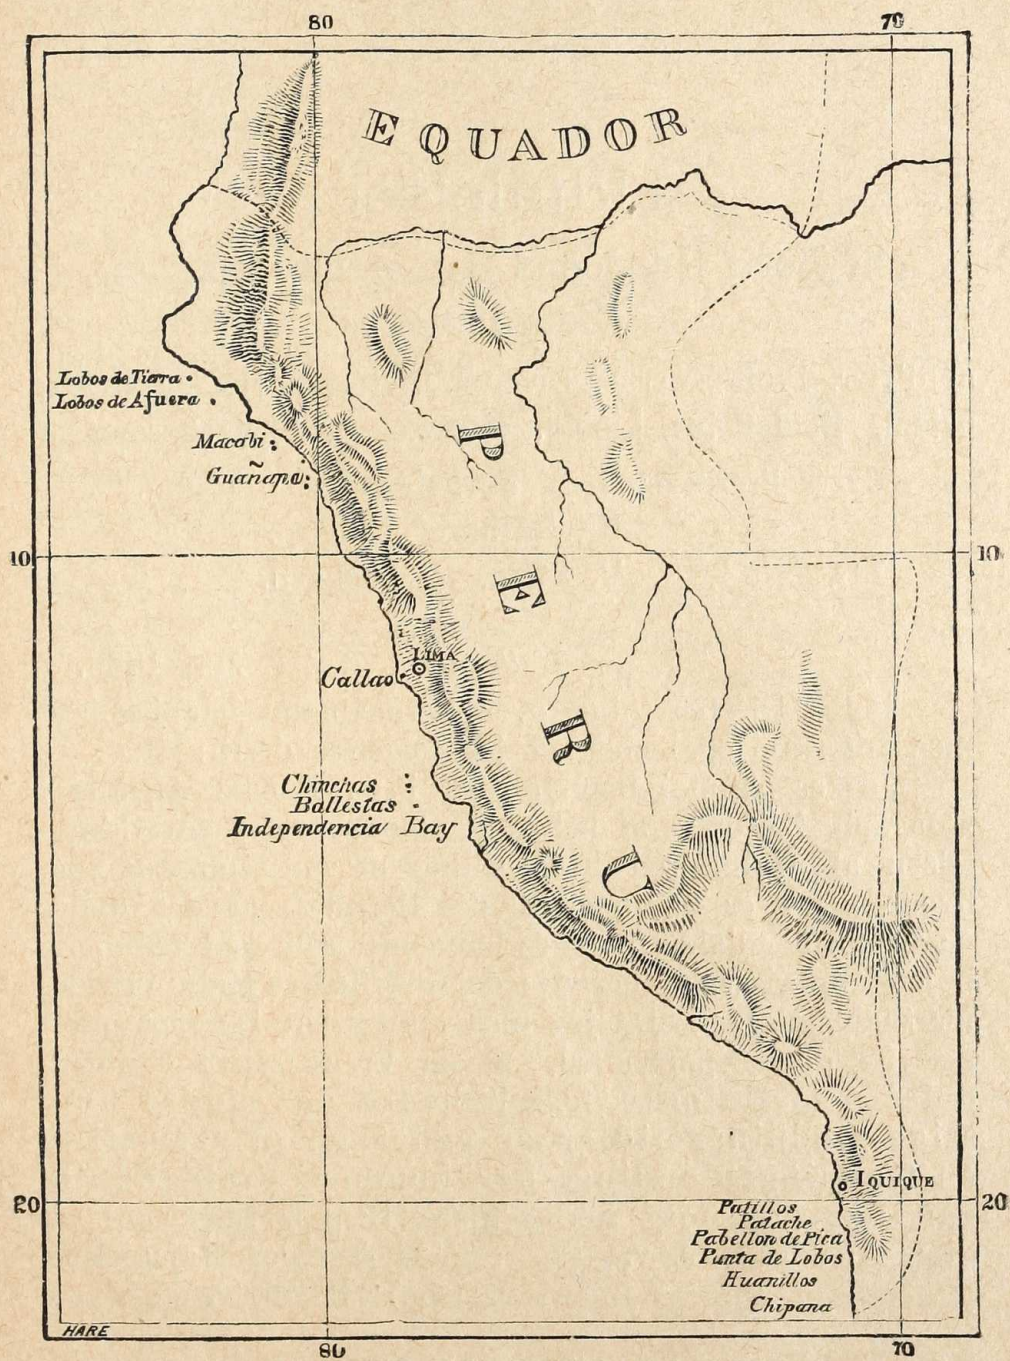 80 70
EQUADOR
Lobos de Tierra
Lobos de Afuera
Macabi
Guañape
P
10 10
E
LIMA
Callao
R
Chinchas
Ballestas
Independencia Bay
U
IQUIQUE
20 20
Patillos
Patache
Pabellon de Pica
Punta de Lobos
Huanillos
Chipana
HARE
80 70